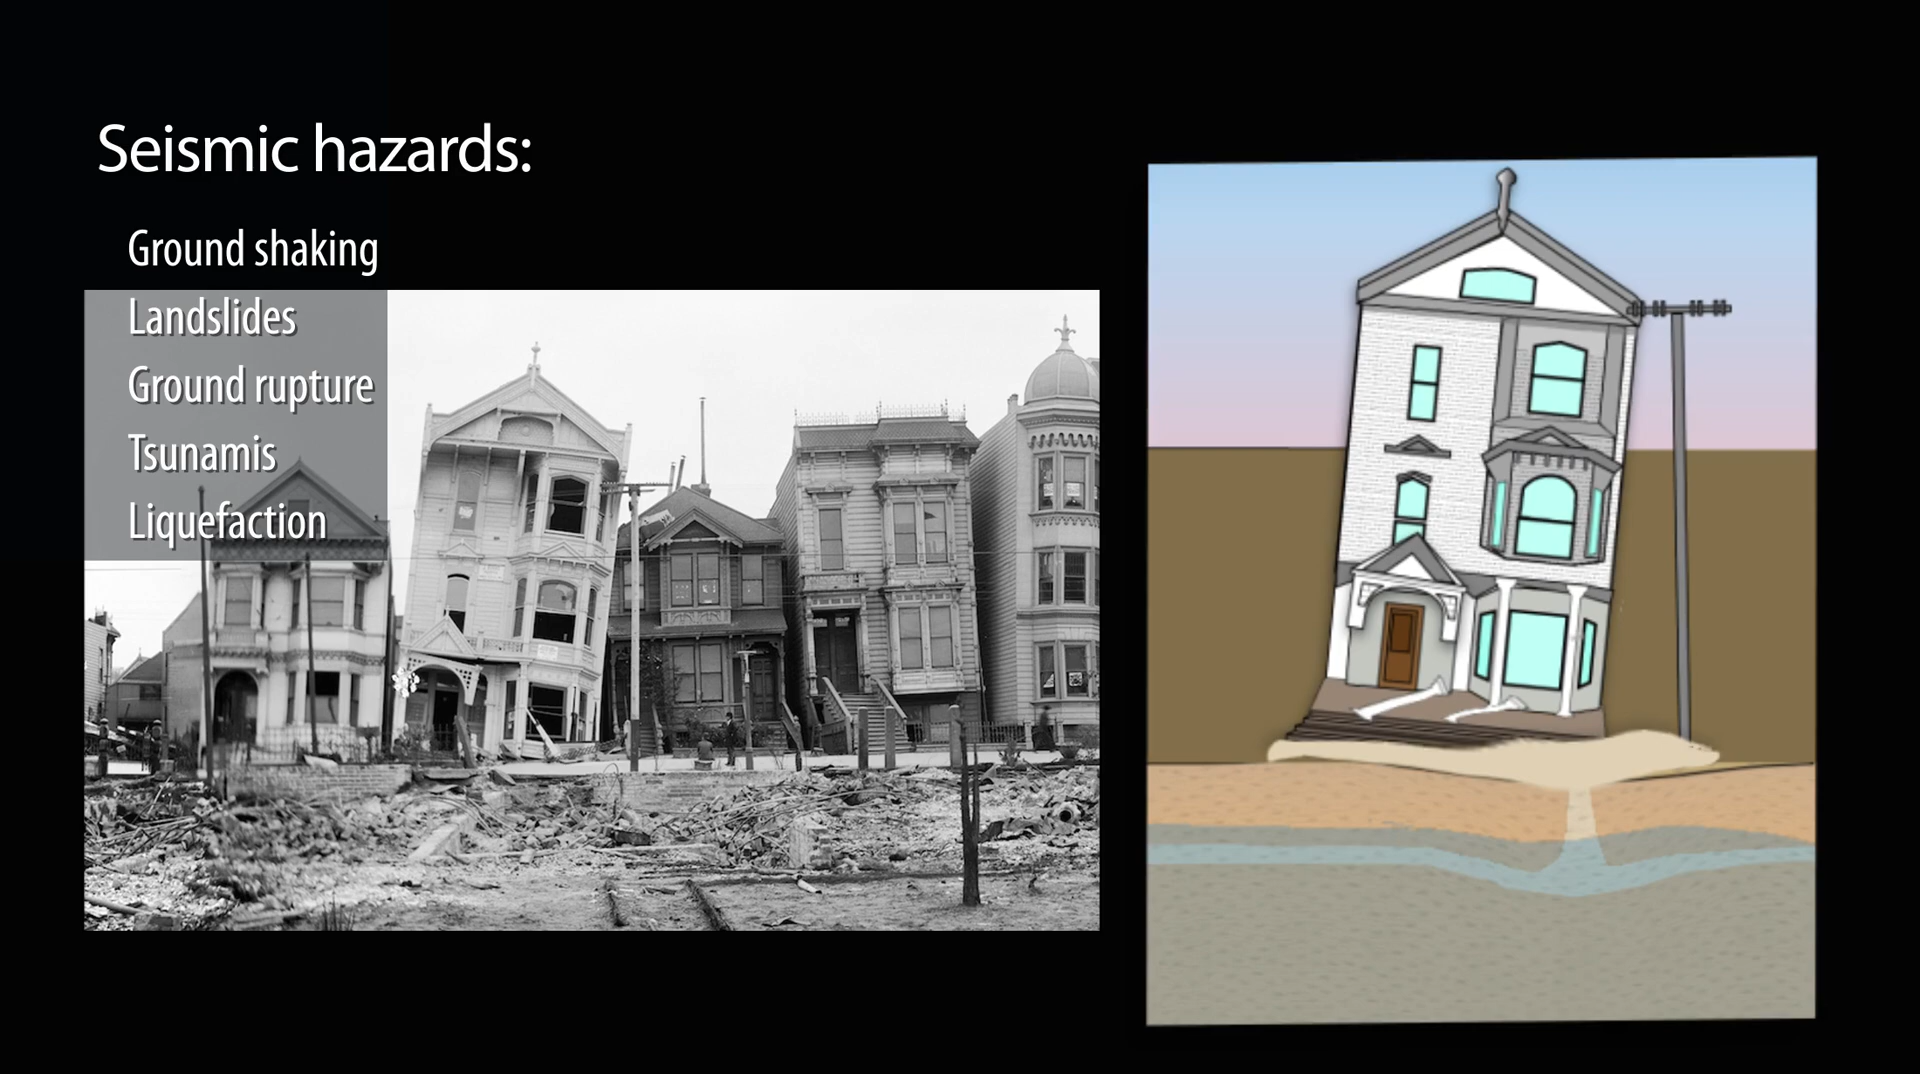 Seismic hazards:
Ground shaking
Landslides
Ground rupture
Tsunamis
Liquefaction